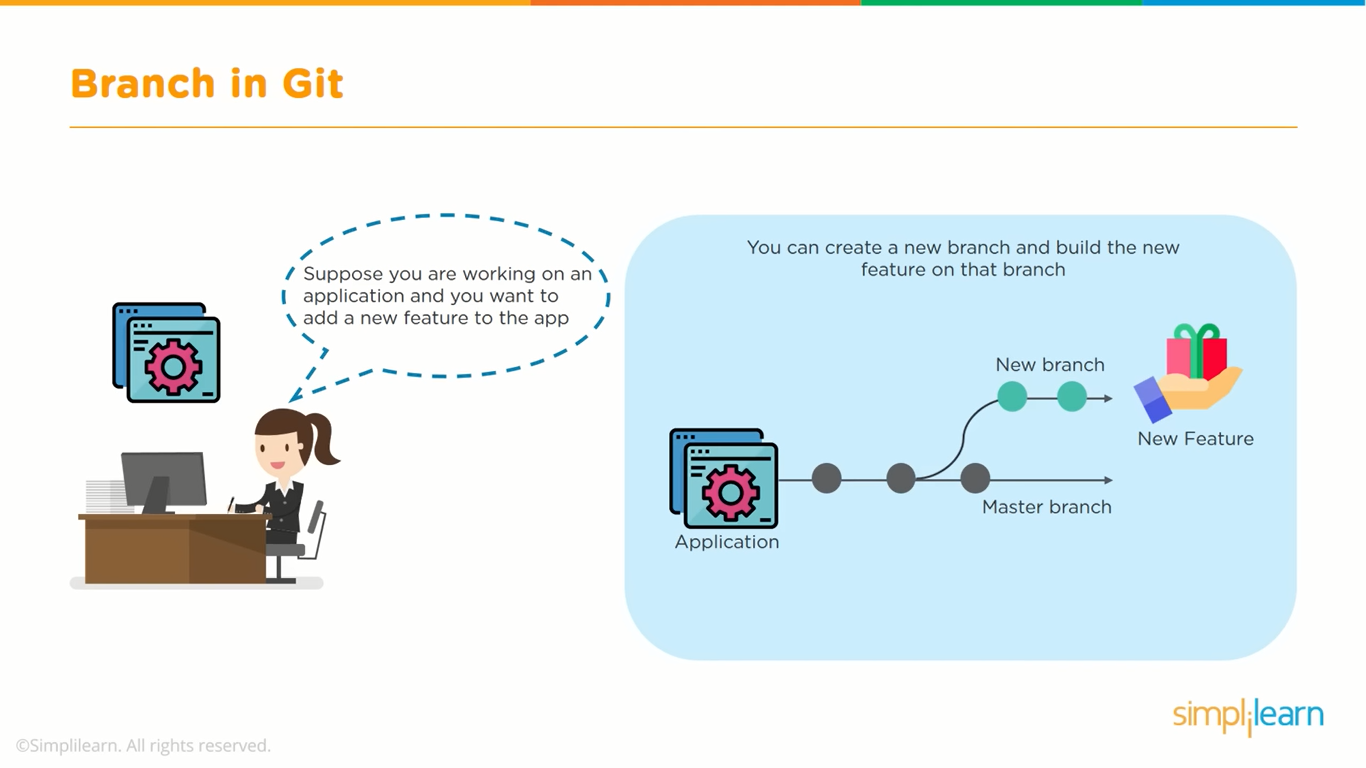 Branch in Git
Suppose you are working on an
application and you want to
add a new feature to the app
You can create a new branch and build the new
feature on that branch
New branch
New Feature
Master branch
Application
simplilearn
©Simplilearn. All rights reserved.